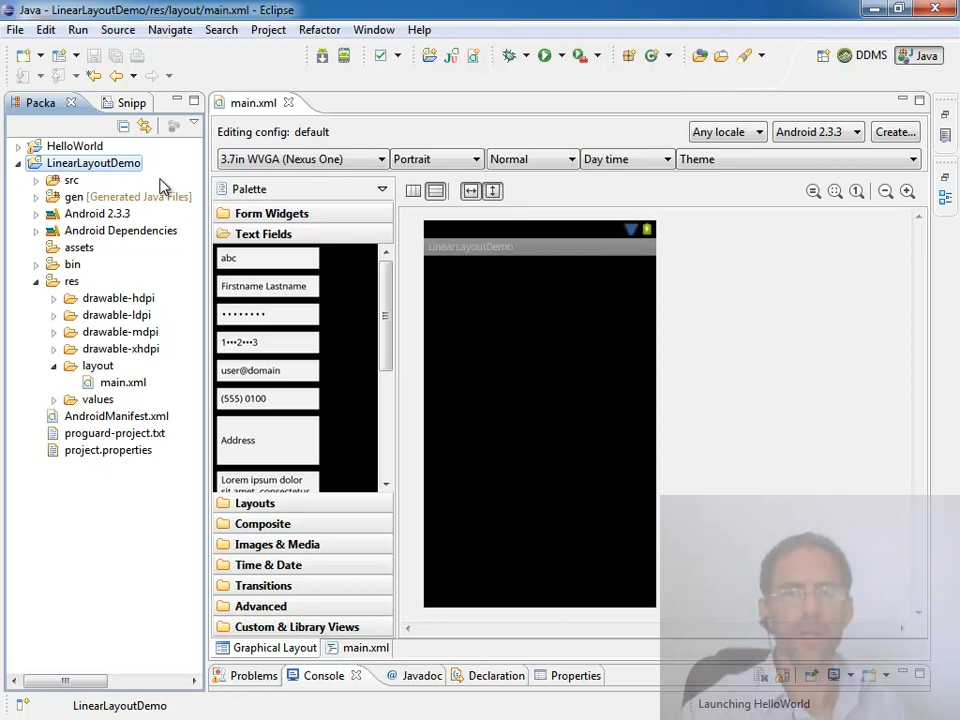 Java - LinearLayoutDemo/res/layout/main.xml - Eclipse
File Edit Run Source Navigate Search Project Refactor Window Help
DDMS Java
Packa Snipp main.xml
Editing config: default Any locale Android 2.3.3 Create...
3.7in WVGA (Nexus One) Portrait Normal Day time Theme
HelloWorld
LinearLayoutDemo
src
gen [Generated Java Files]
Android 2.3.3
Android Dependencies
assets
bin
res
drawable-hdpi
drawable-ldpi
drawable-mdpi
drawable-xhdpi
layout
main.xml
values
AndroidManifest.xml
proguard-project.txt
project.properties
Palette
Form Widgets
Text Fields
abc
Firstname Lastname
••••••••
1•••2•••3
user@domain
(555) 0100
Address
Lorem ipsum dolor
sit amet, consectetus
Layouts
Composite
Images & Media
Time & Date
Transitions
Advanced
Custom & Library Views
LinearLayoutDemo
Graphical Layout main.xml
Problems Console Javadoc Declaration Properties
LinearLayoutDemo Launching HelloWorld